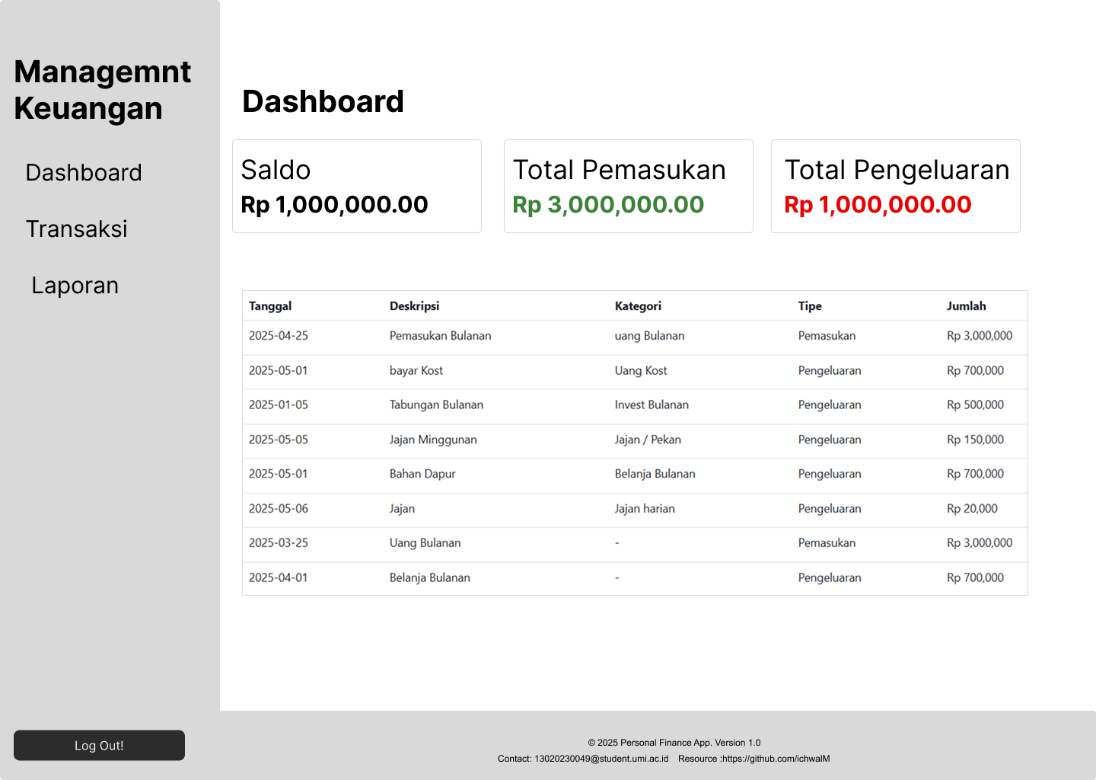 Managemnt
Keuangan
Dashboard
Transaksi
Laporan
Log Out!
Dashboard
Saldo
Rp 1,000,000.00
Total Pemasukan
Rp 3,000,000.00
Total Pengeluaran
Rp 1,000,000.00
Tanggal Deskripsi Kategori Tipe Jumlah
2025-04-25 Pemasukan Bulanan uang Bulanan Pemasukan Rp 3,000,000
2025-05-01 bayar Kost Uang Kost Pengeluaran Rp 700,000
2025-01-05 Tabungan Bulanan Invest Bulanan Pengeluaran Rp 500,000
2025-05-05 Jajan Minggunan Jajan / Pekan Pengeluaran Rp 150,000
2025-05-01 Bahan Dapur Belanja Bulanan Pengeluaran Rp 700,000
2025-05-06 Jajan Jajan harian Pengeluaran Rp 20,000
2025-03-25 Uang Bulanan - Pemasukan Rp 3,000,000
2025-04-01 Belanja Bulanan - Pengeluaran Rp 700,000
© 2025 Personal Finance App. Version 1.0
Contact: 13020230049@student.umi.ac.id Resource :https://github.com/ichwalM